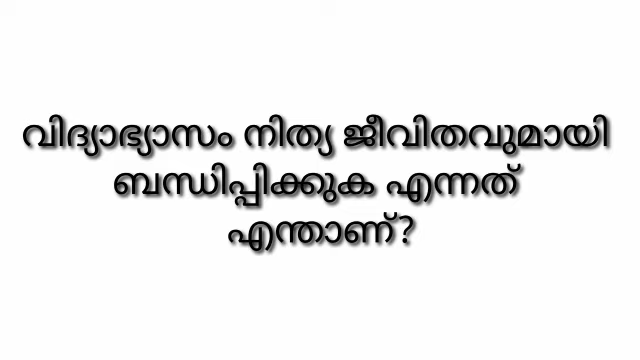 വിദ്യാഭ്യാസം നിത്യ ജീവിതവുമായി
ബന്ധിപ്പിക്കുക എന്നത്
എന്താണ്?